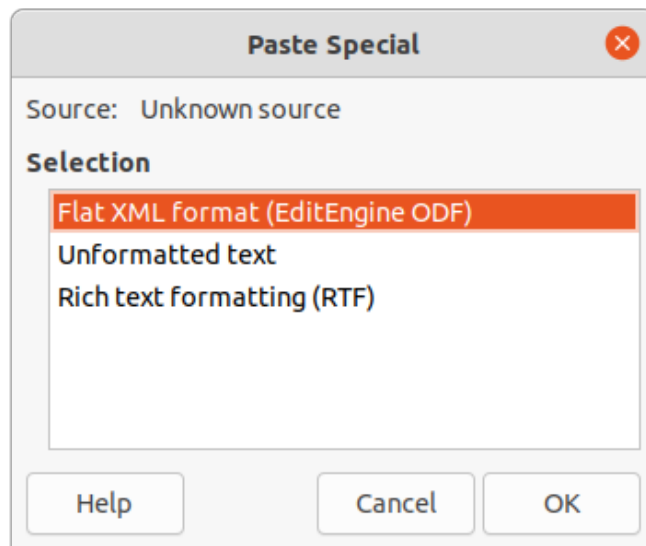 Paste Special
Source: Unknown source
Selection
Flat XML format (EditEngine ODF)
Unformatted text
Rich text formatting (RTF)
Help Cancel OK